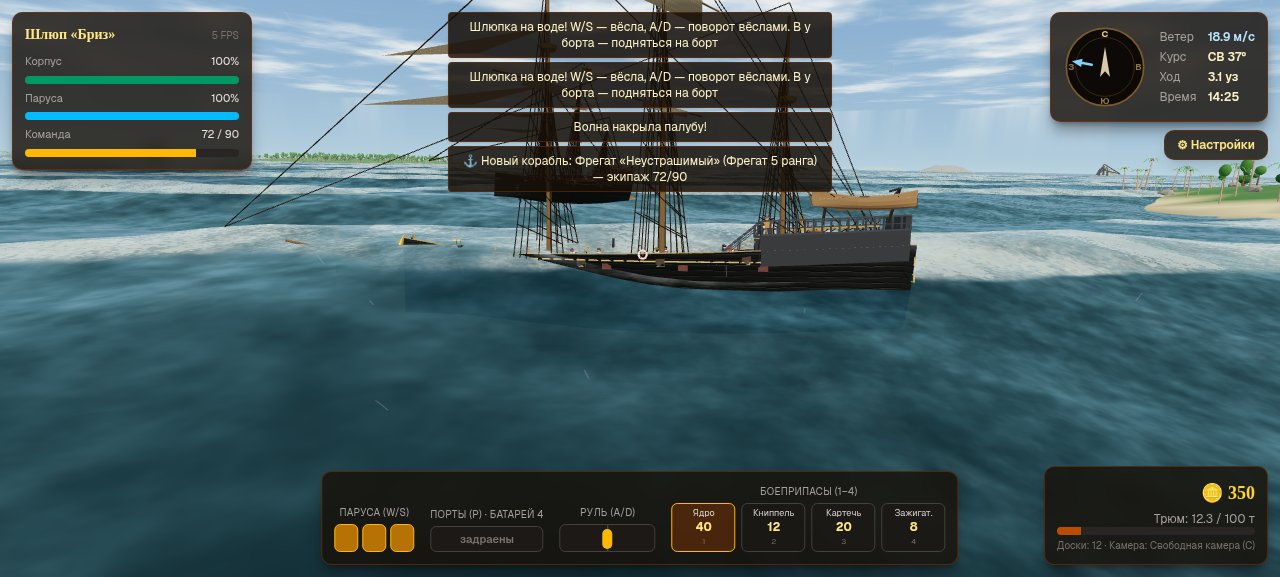 Шлюп «Бриз» 5 FPS
Корпус 100%
Паруса 100%
Команда 72 / 90
Шлюпка на воде! W/S — вёсла, A/D — поворот вёслами. В у
борта — подняться на борт
Шлюпка на воде! W/S — вёсла, A/D — поворот вёслами. В у
борта — подняться на борт
Волна накрыла палубу!
⚓ Новый корабль: Фрегат «Неустрашимый» (Фрегат 5 ранга)
— экипаж 72/90
С
З В
Ю
Ветер 18.9 м/с
Курс СВ 37°
Ход 3.1 уз
Время 14:25
⚙ Настройки
ПАРУСА (W/S)
ПОРТЫ (P) · БАТАРЕЙ 4
задраены
РУЛЬ (A/D)
БОЕПРИПАСЫ (1–4)
Ядро
40
1
Книппель
12
2
Картечь
20
3
Зажигат.
8
4
🪙 350
Трюм: 12.3 / 100 т
Доски: 12 · Камера: Свободная камера (C)